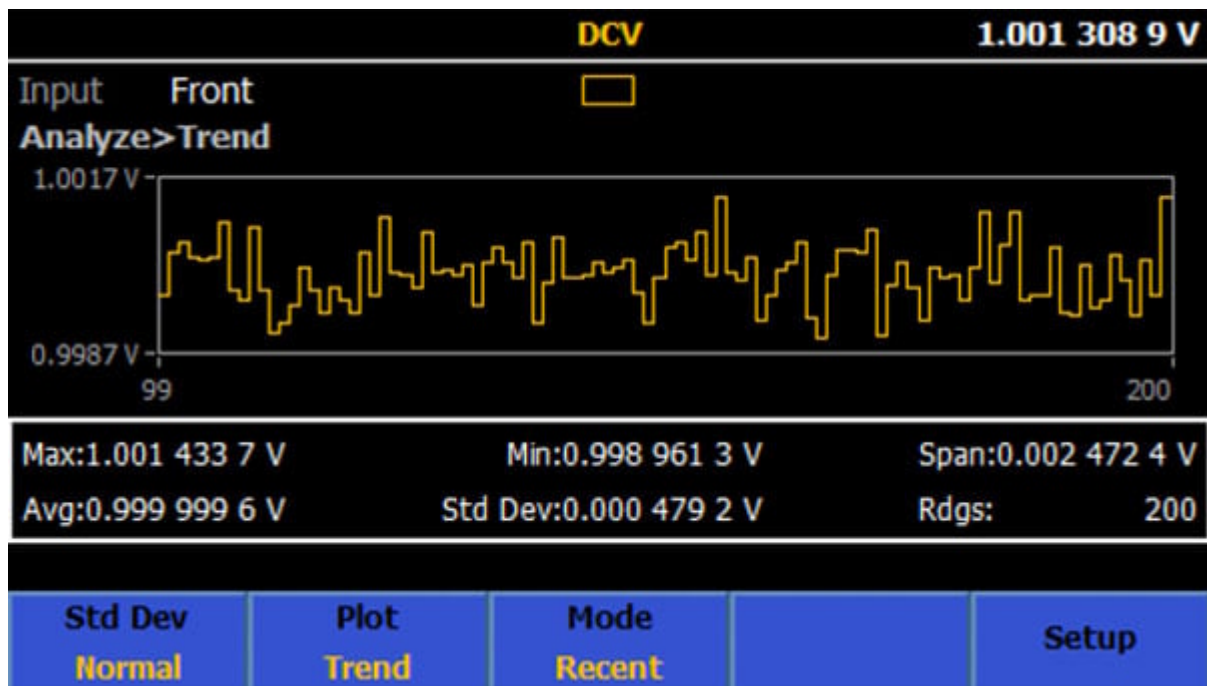 DCV 1.001 308 9 V
Input Front
Analyze>Trend
1.0017 V
0.9987 V
99 200
Max:1.001 433 7 V Min:0.998 961 3 V Span:0.002 472 4 V
Avg:0.999 999 6 V Std Dev:0.000 479 2 V Rdgs: 200
Std Dev Plot Mode Setup
Normal Trend Recent